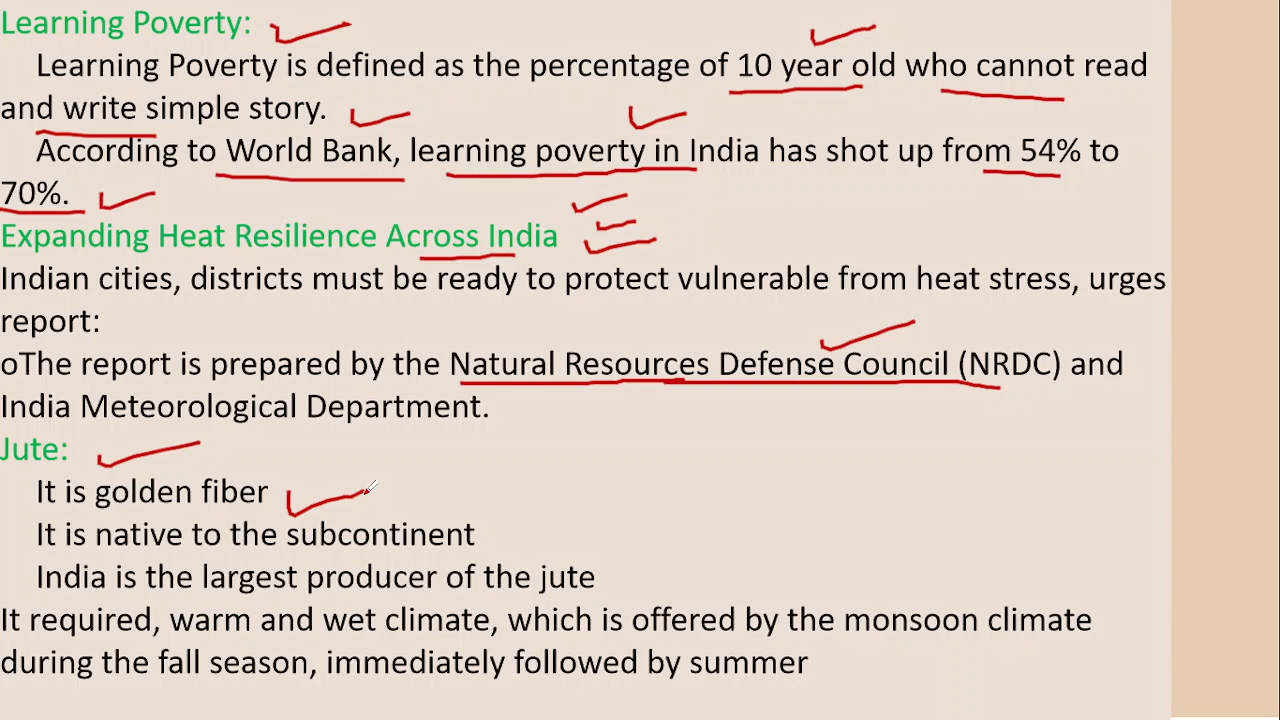 Learning Poverty:
Learning Poverty is defined as the percentage of 10 year old who cannot read
and write simple story.
According to World Bank, learning poverty in India has shot up from 54% to
70%.
Expanding Heat Resilience Across India
Indian cities, districts must be ready to protect vulnerable from heat stress, urges
report:
oThe report is prepared by the Natural Resources Defense Council (NRDC) and
India Meteorological Department.
Jute:
It is golden fiber
It is native to the subcontinent
India is the largest producer of the jute
It required, warm and wet climate, which is offered by the monsoon climate
during the fall season, immediately followed by summer